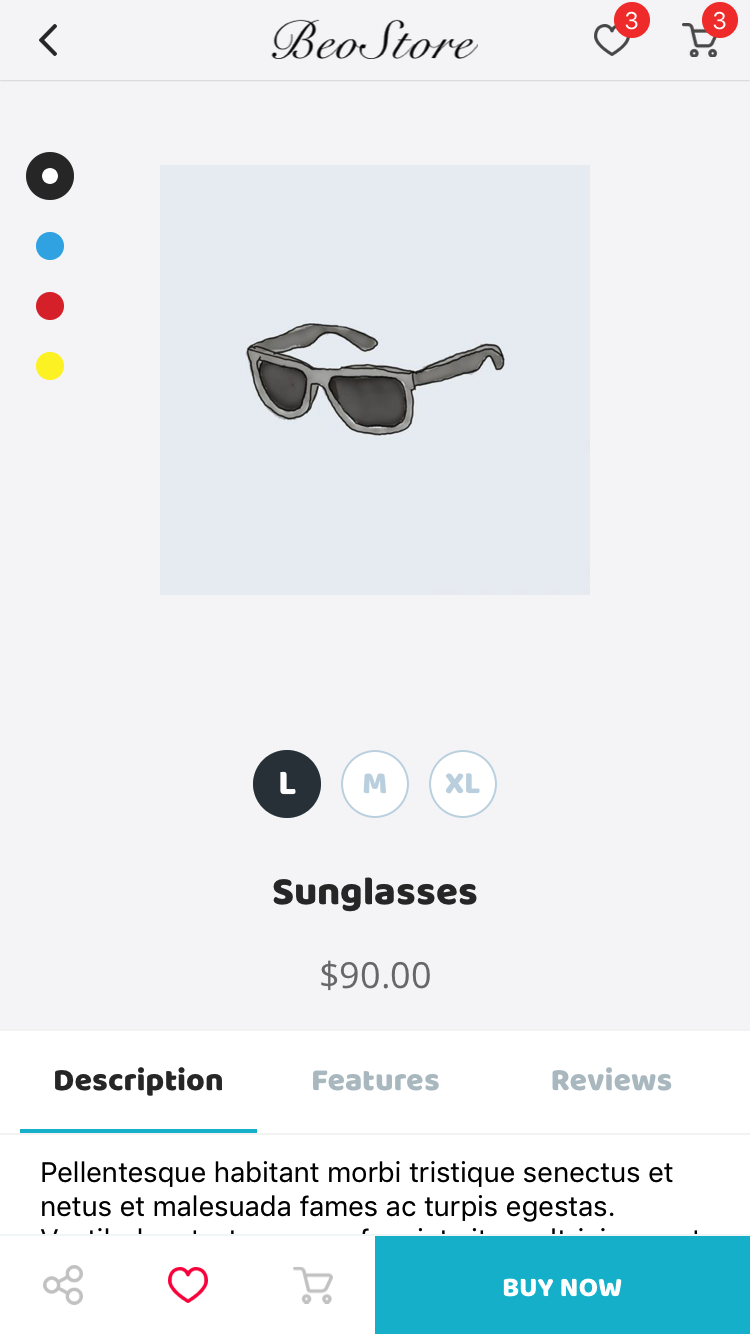 BeoStore
3
3
L
M
XL
Sunglasses
$90.00
Description
Features
Reviews
Pellentesque habitant morbi tristique senectus et
netus et malesuada fames ac turpis egestas.
BUY NOW